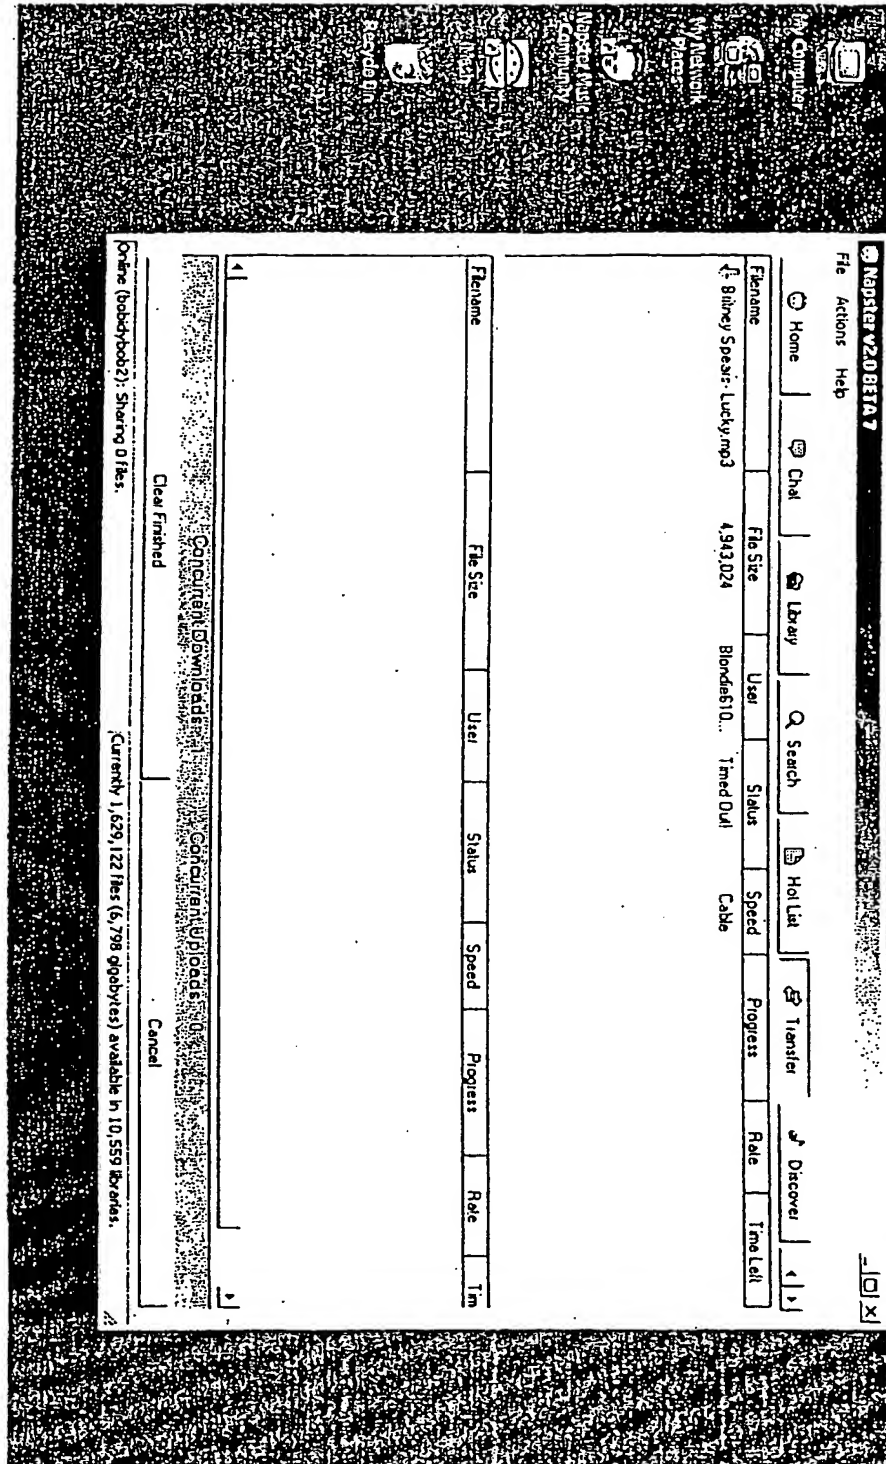 My Computer
My Network
Places
Napster Music
Community
Recycle Bin
Napster v2.0 BETA 7
File Actions Help
Home Chat Library Search Hot List Transfer Discover
Filename File Size User Status Speed Progress Rate Time Left
Britney Spears- Lucky.mp3 4,943,024 Blondie610... Timed Out! Cable
Filename File Size User Status Speed Progress Rate Tim
Concurrent Downloads: 1 Concurrent Uploads: 0
Clear Finished Cancel
Online (bobidybob2): Sharing 0 files. Currently 1,629,122 files (6,798 gigabytes) available in 10,559 libraries.